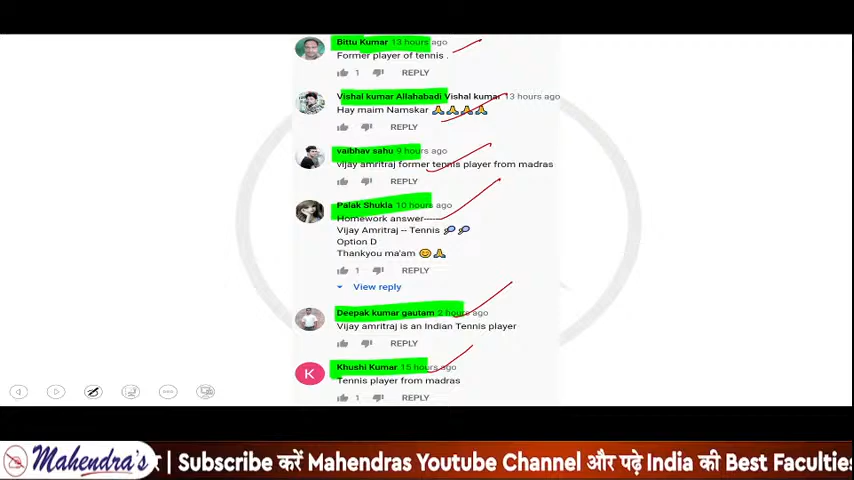 Bittu Kumar 13 hours ago
Former player of tennis .
1 REPLY
Vishal kumar Allahabadi Vishal kumar 13 hours ago
Hay maim Namskar 🙏🙏🙏🙏
REPLY
vaibhav sahu 9 hours ago
vijay amritraj former tennis player from madras
REPLY
Palak Shukla 10 hours ago
Homework answer-----
Vijay Amritraj -- Tennis 🎾🎾
Option D
Thankyou ma'am 😊🙏
1 REPLY
View reply
Deepak kumar gautam 2 hours ago
Vijay amritraj is an Indian Tennis player
REPLY
K
Khushi Kumar 15 hours ago
Tennis player from madras
1 REPLY
Mahendra's र | Subscribe करें Mahendras Youtube Channel और पढ़े India की Best Faculties